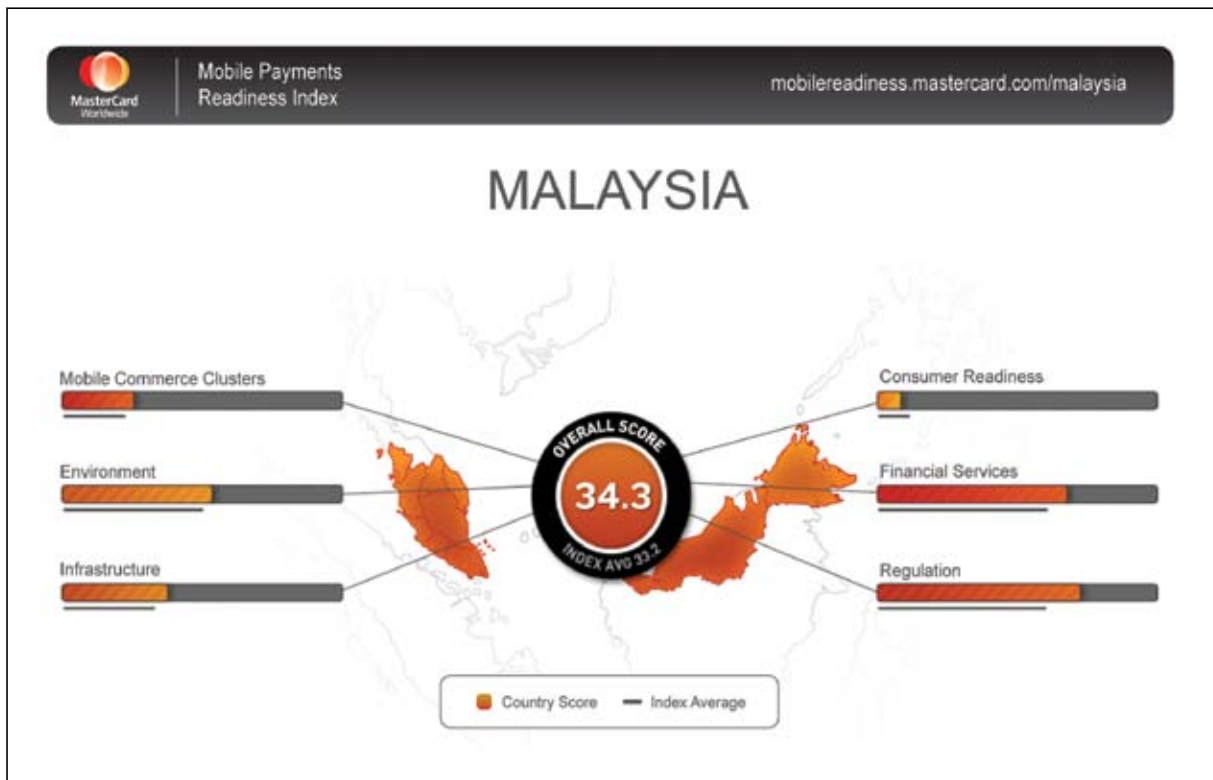 MasterCard
Worldwide
Mobile Payments
Readiness Index
mobilereadiness.mastercard.com/malaysia
MALAYSIA
Mobile Commerce Clusters
Environment
Infrastructure
OVERALL SCORE
34.3
INDEX AVG 33.2
Consumer Readiness
Financial Services
Regulation
Country Score
Index Average